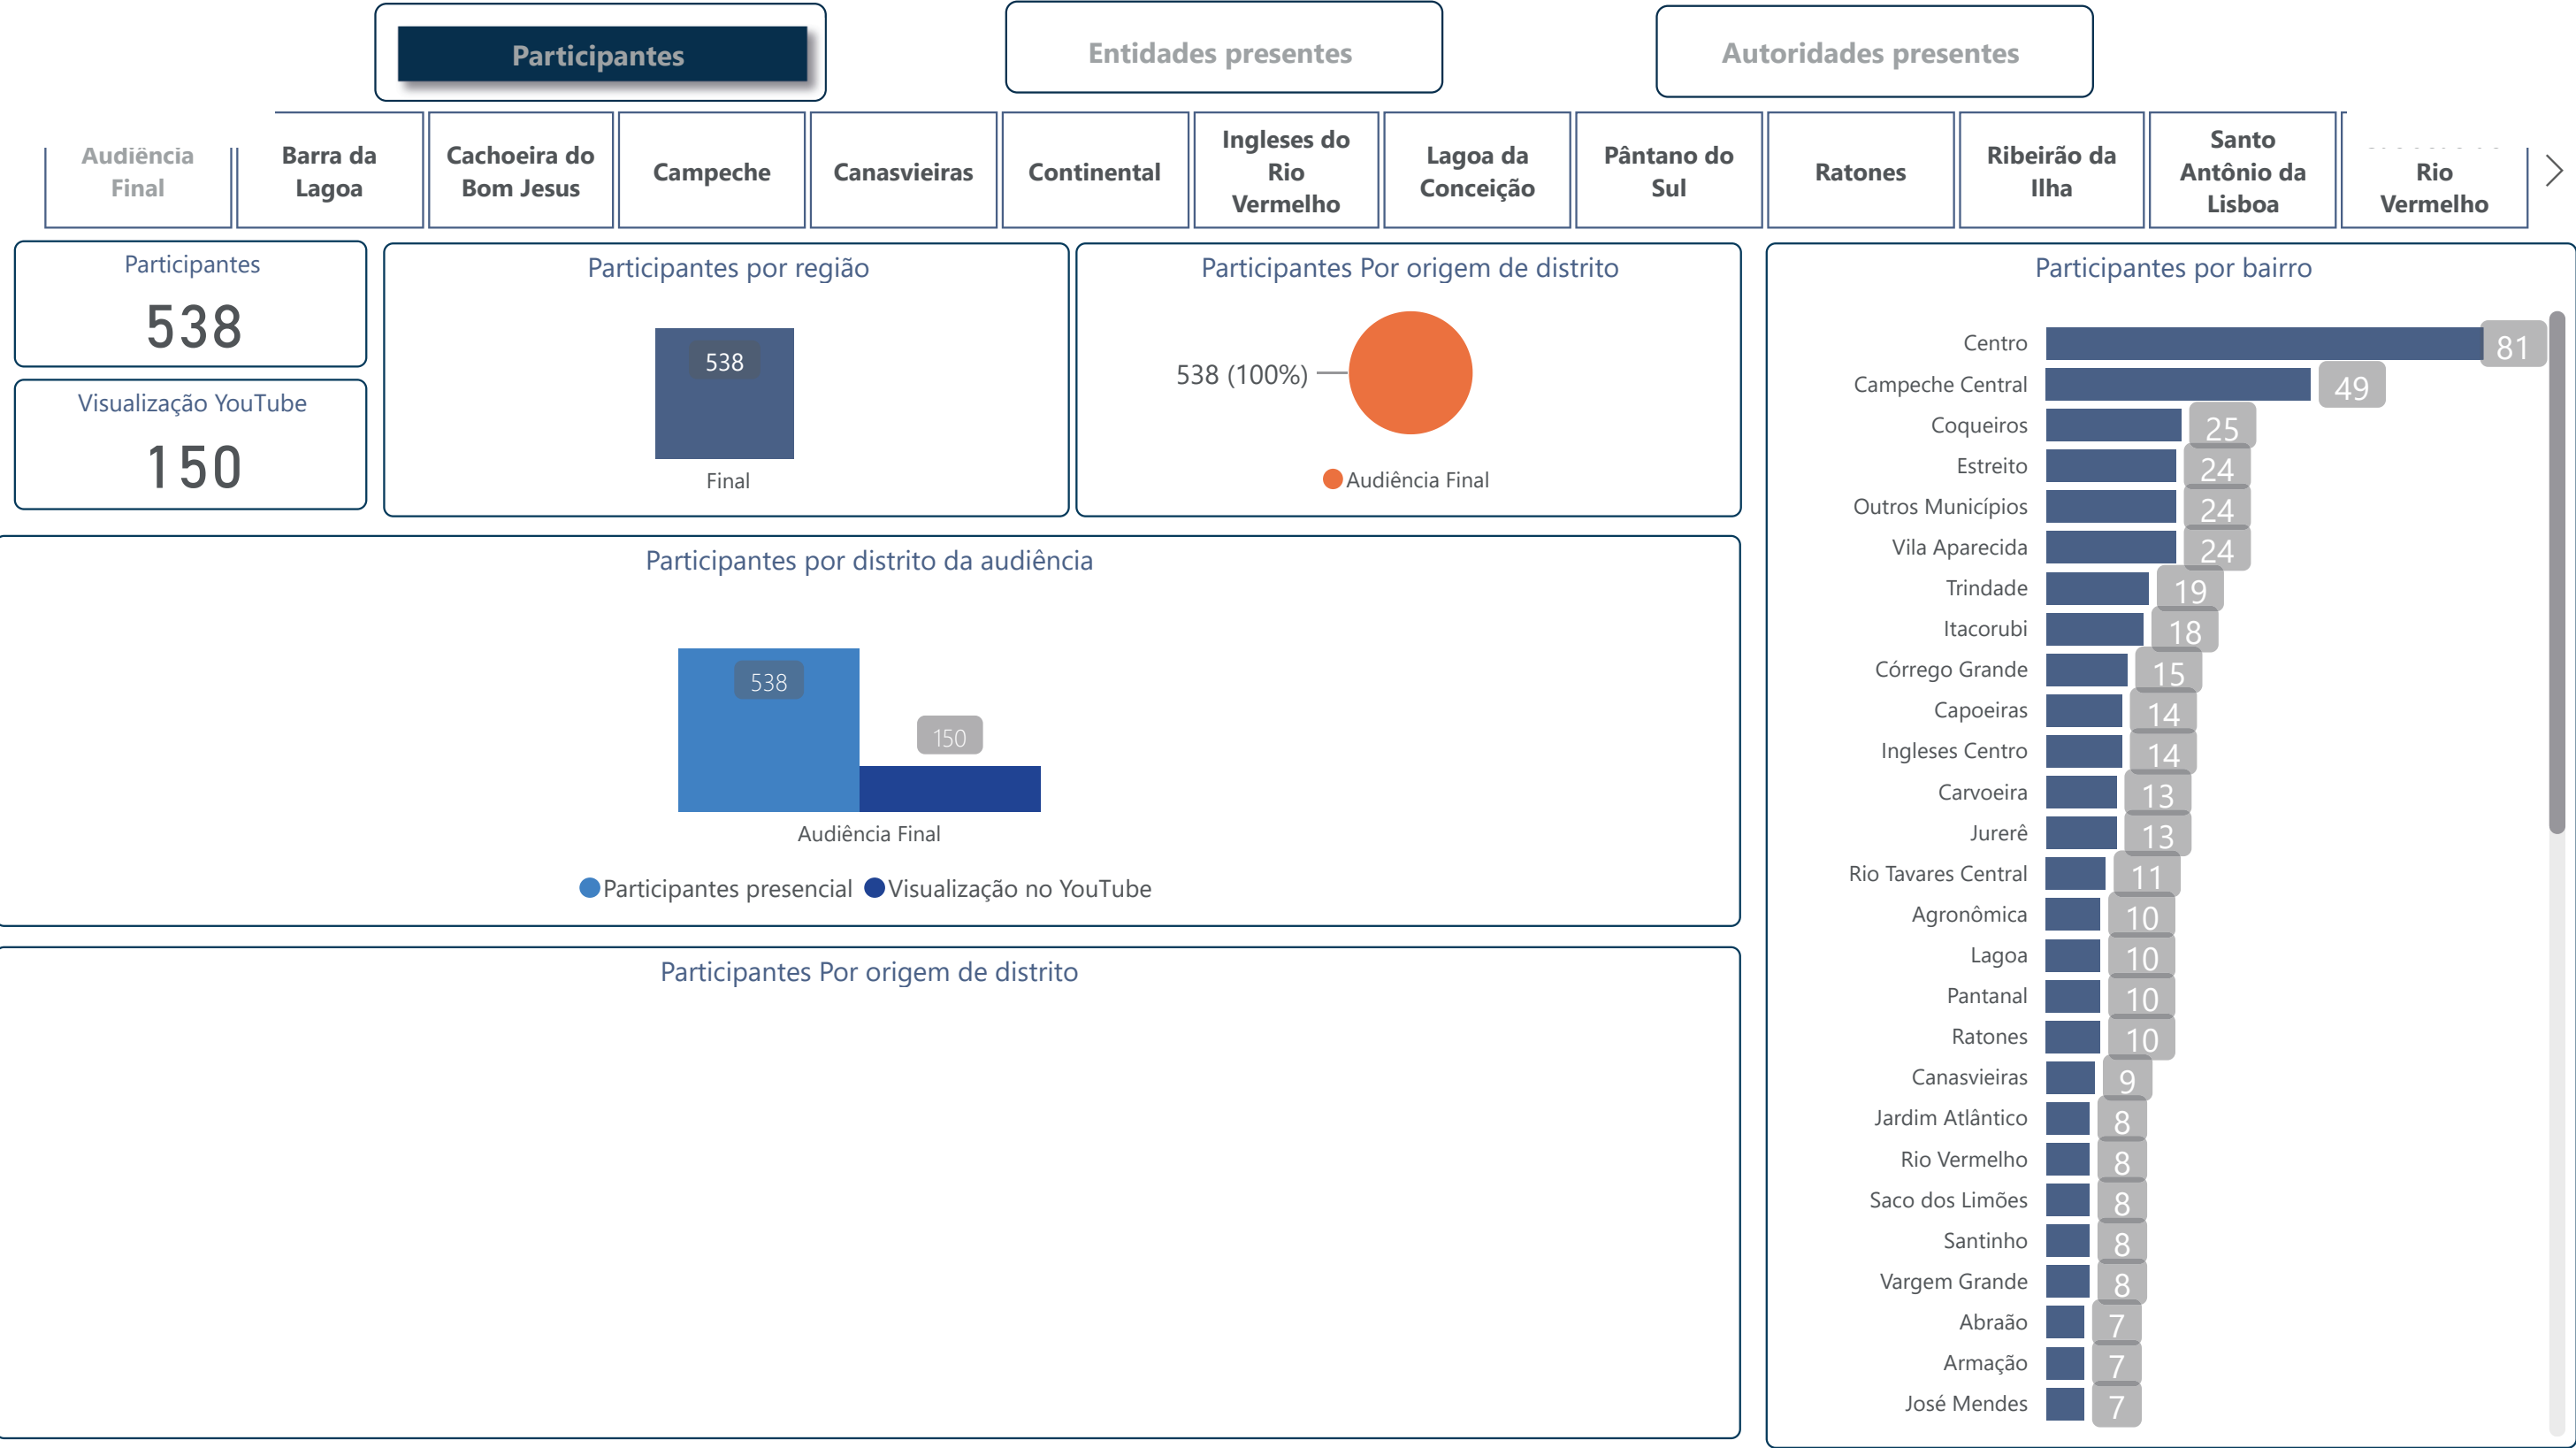 Participantes
Entidades presentes
Autoridades presentes
Audiência
Final
Barra da
Lagoa
Cachoeira do
Bom Jesus
Campeche
Canasvieiras
Continental
Ingleses do
Rio
Vermelho
Lagoa da
Conceição
Pântano do
Sul
Ratones
Ribeirão da
Ilha
Santo
Antônio da
Lisboa
Rio
Vermelho
Participantes
538
Visualização YouTube
150
Participantes por região
538
Final
Participantes Por origem de distrito
538 (100%)
Audiência Final
Participantes por distrito da audiência
538
150
Audiência Final
Participantes presencial Visualização no YouTube
Participantes Por origem de distrito
Participantes por bairro
Centro 81
Campeche Central 49
Coqueiros 25
Estreito 24
Outros Municípios 24
Vila Aparecida 24
Trindade 19
Itacorubi 18
Córrego Grande 15
Capoeiras 14
Ingleses Centro 14
Carvoeira 13
Jurerê 13
Rio Tavares Central 11
Agronômica 10
Lagoa 10
Pantanal 10
Ratones 10
Canasvieiras 9
Jardim Atlântico 8
Rio Vermelho 8
Saco dos Limões 8
Santinho 8
Vargem Grande 8
Abraão 7
Armação 7
José Mendes 7